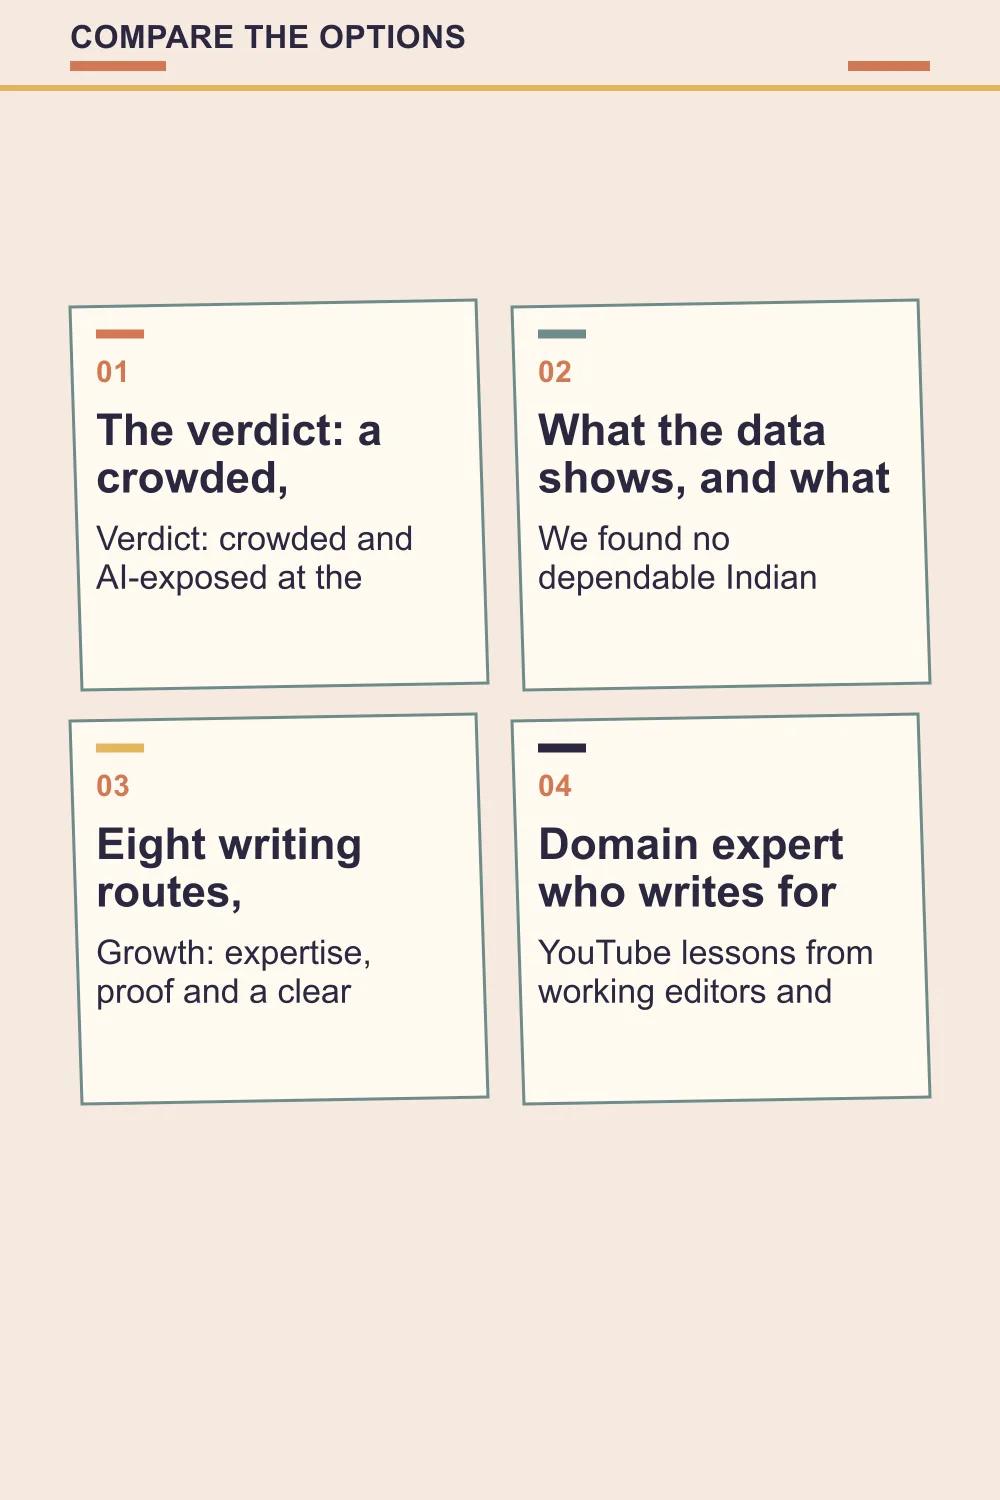 COMPARE THE OPTIONS
01
The verdict: a
crowded,
Verdict: crowded and
AI-exposed at the
02
What the data
shows, and what
We found no
dependable Indian
03
Eight writing
routes,
Growth: expertise,
proof and a clear
04
Domain expert
who writes for
YouTube lessons from
working editors and